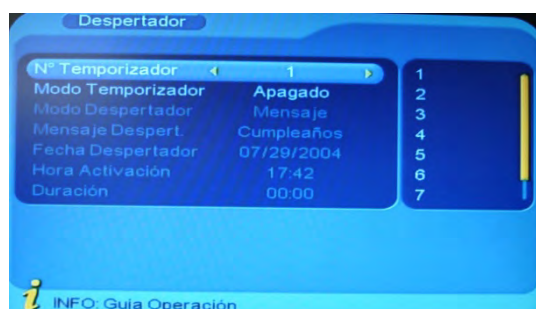 Despertador
Nº Temporizador 1
Modo Temporizador Apagado
Modo Despertador Mensaje
Mensaje Despert. Cumpleaños
Fecha Despertador 07/29/2004
Hora Activación 17:42
Duración 00:00
1
2
3
4
5
6
7
i INFO: Guía Operación